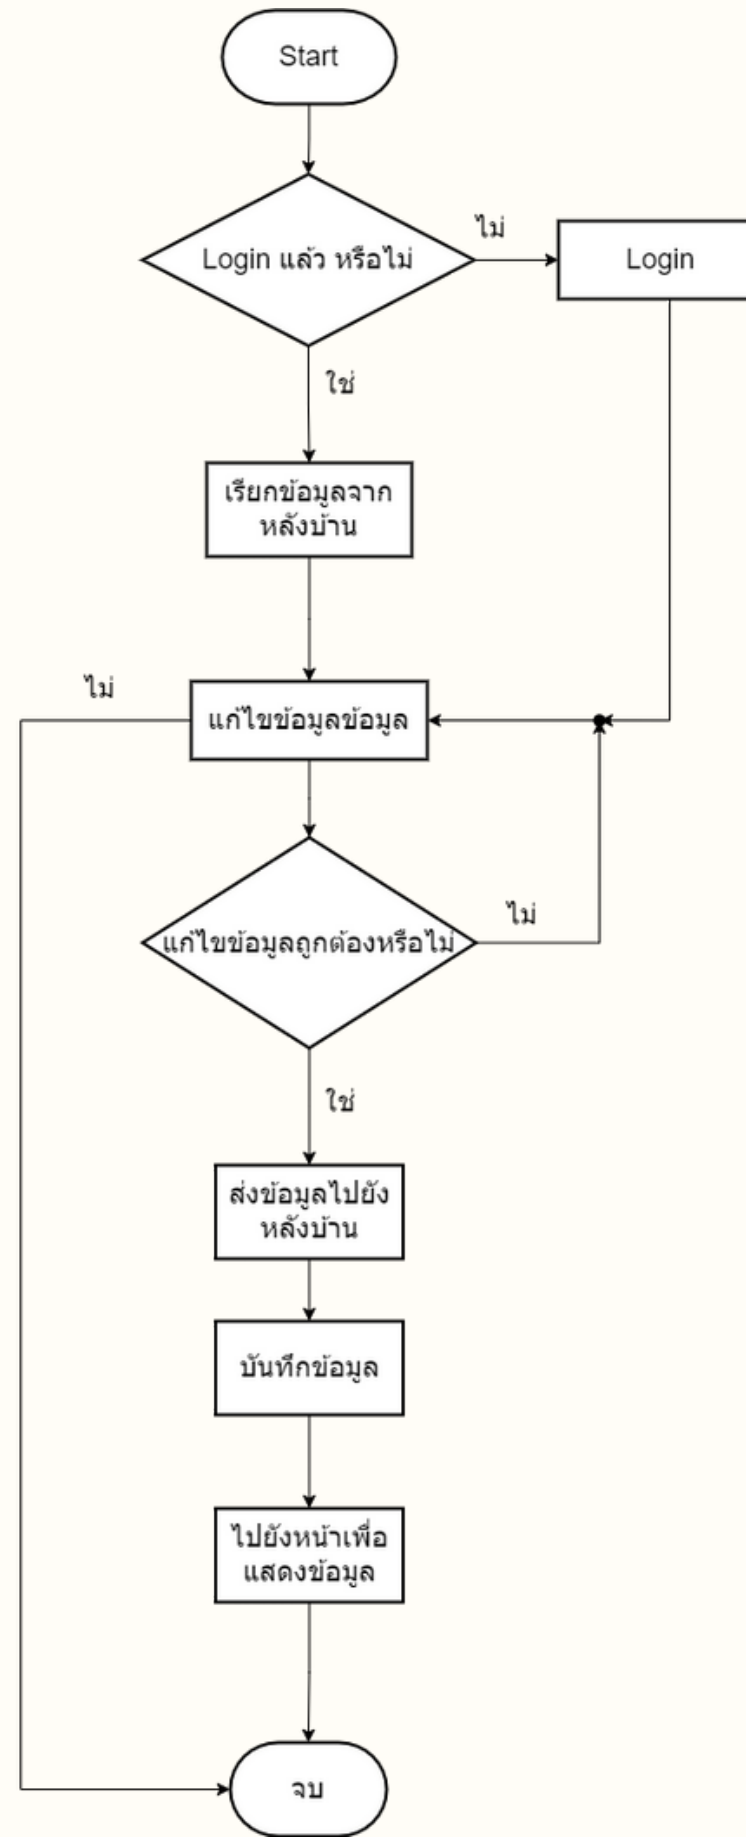 Start
Login แล้ว หรือไม่
ไม่
Login
ใช่
เรียกข้อมูลจาก
หลังบ้าน
ไม่
แก้ไขข้อมูลข้อมูล
แก้ไขข้อมูลถูกต้องหรือไม่
ไม่
ใช่
ส่งข้อมูลไปยัง
หลังบ้าน
บันทึกข้อมูล
ไปยังหน้าเพื่อ
แสดงข้อมูล
จบ